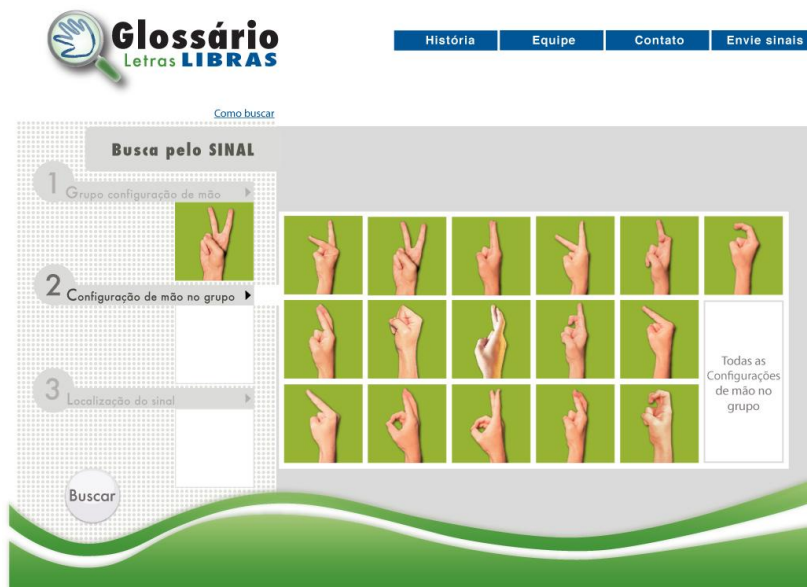 Glossário
Letras LIBRAS
História
Equipe
Contato
Envie sinais
Como buscar
Busca pelo SINAL
1 Grupo configuração de mão
2 Configuração de mão no grupo
3 Localização do sinal
Todas as
Configurações
de mão no
grupo
Buscar